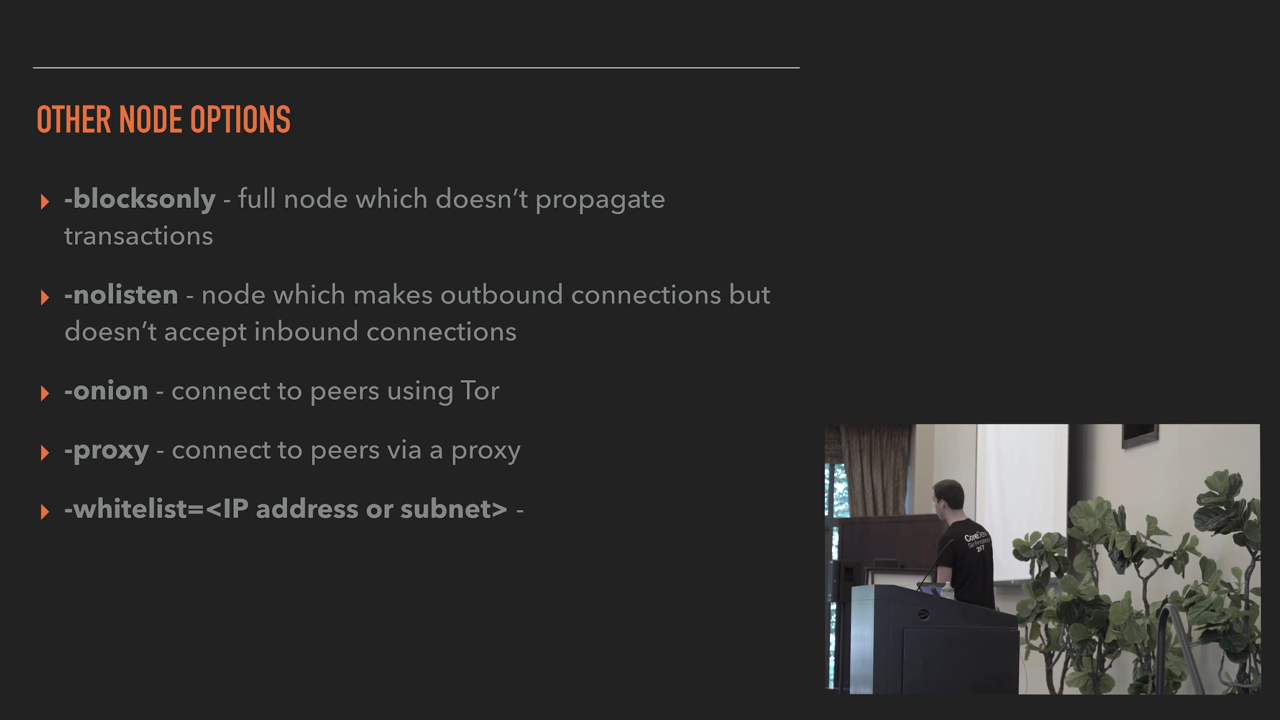 OTHER NODE OPTIONS
-blocksonly - full node which doesn’t propagate
transactions
-nolisten - node which makes outbound connections but
doesn’t accept inbound connections
-onion - connect to peers using Tor
-proxy - connect to peers via a proxy
-whitelist=<IP address or subnet> -